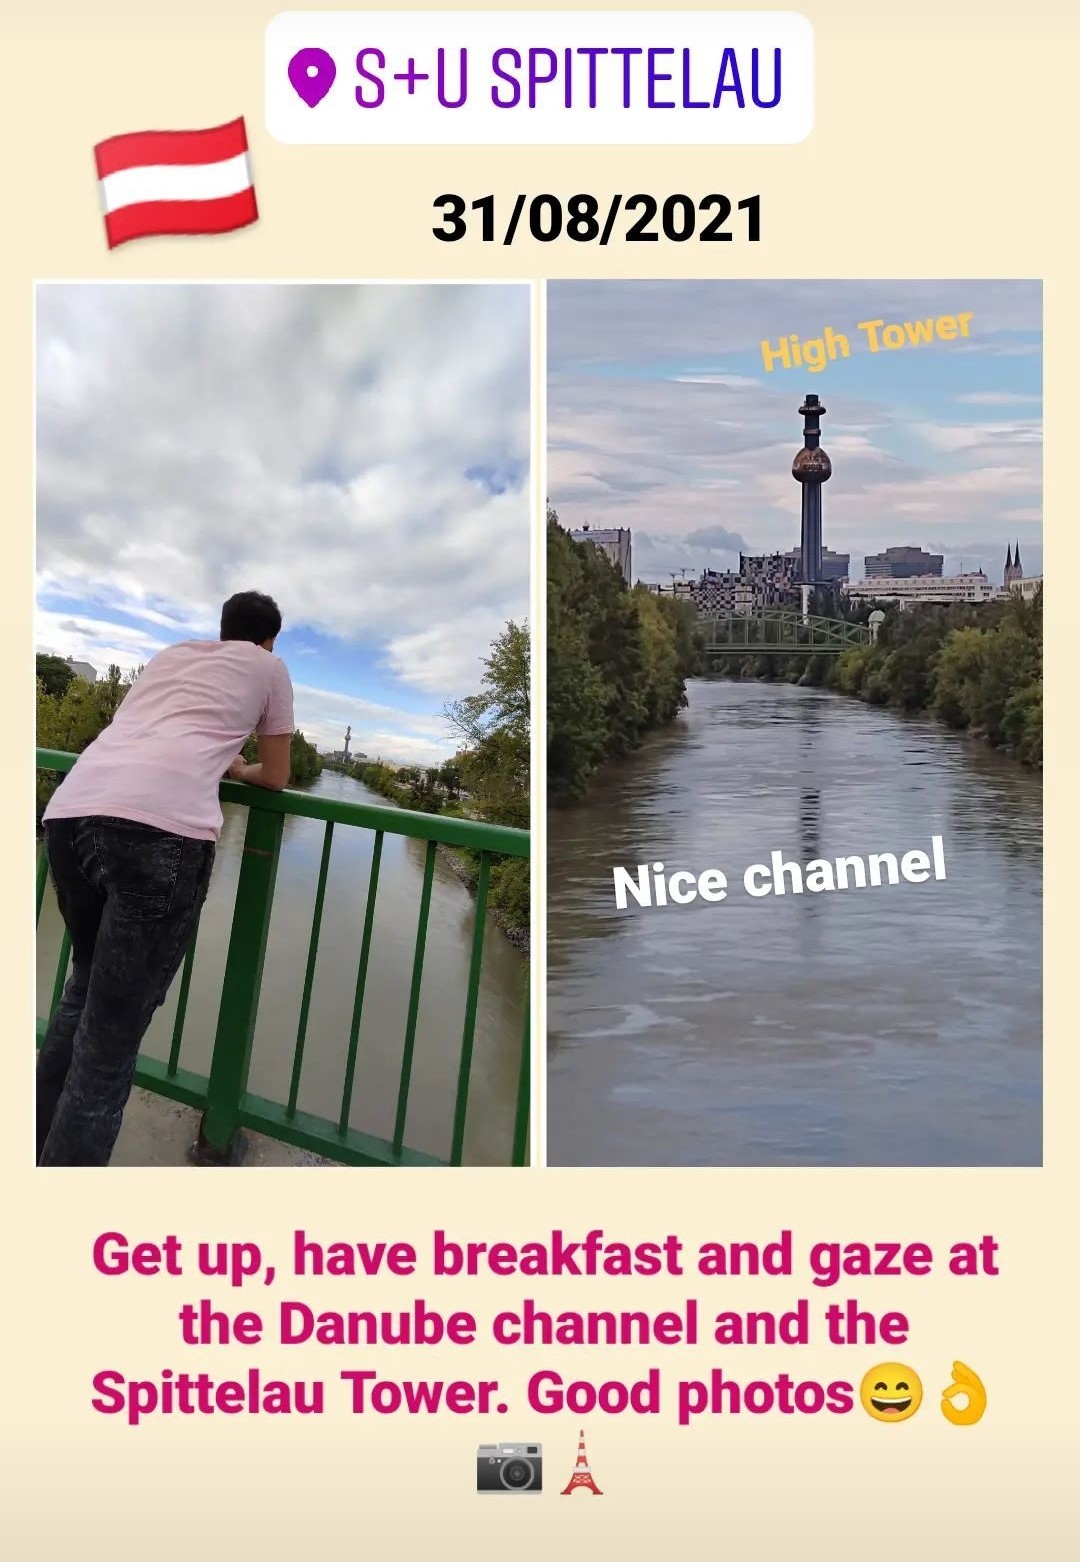 S+U SPITTELAU
31/08/2021
High Tower
Nice channel
Get up, have breakfast and gaze at
the Danube channel and the
Spittelau Tower. Good photos😄👌
📷🗼